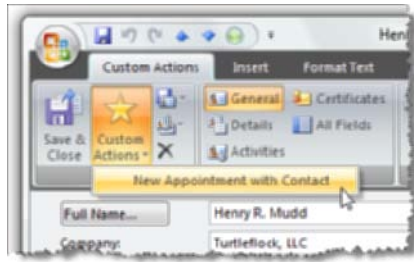 Hen
Custom Actions Insert Format Text
General Certificates
Save & Custom Details All Fields
Close Actions Activities
New Appointment with Contact
Full Name... Henry R. Mudd
Company: Turtleflock, LLC